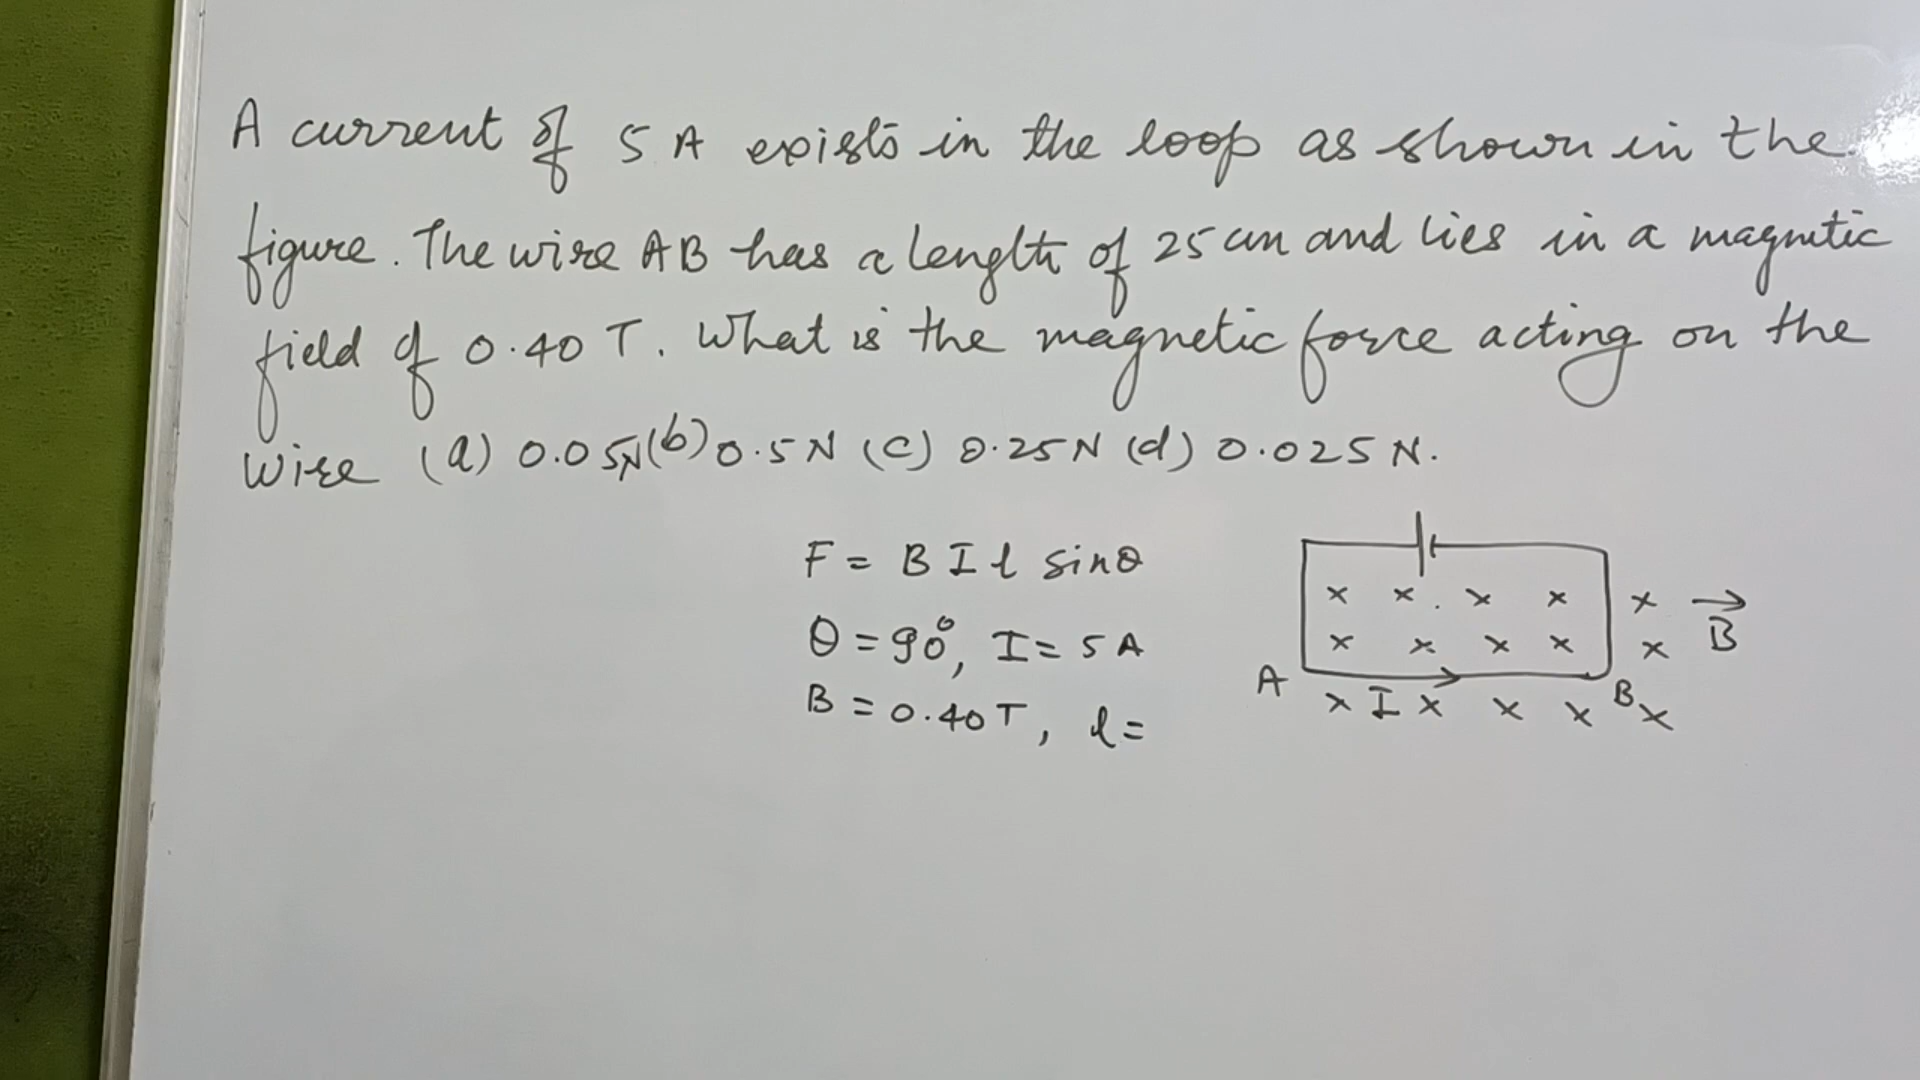 A current of 5 A exists in the loop as shown in the
figure. The wire AB has a length of 25 cm and lies in a magnetic
field of 0.40 T. What is the magnetic force acting on the
wire (a) 0.05N (b) 0.5 N (c) 0.25 N (d) 0.025 N.
F = B I l sinθ
θ = 90°, I = 5 A
B = 0.40 T, l =
x x . x x x → B
x x x x x
A B
x I x x x x